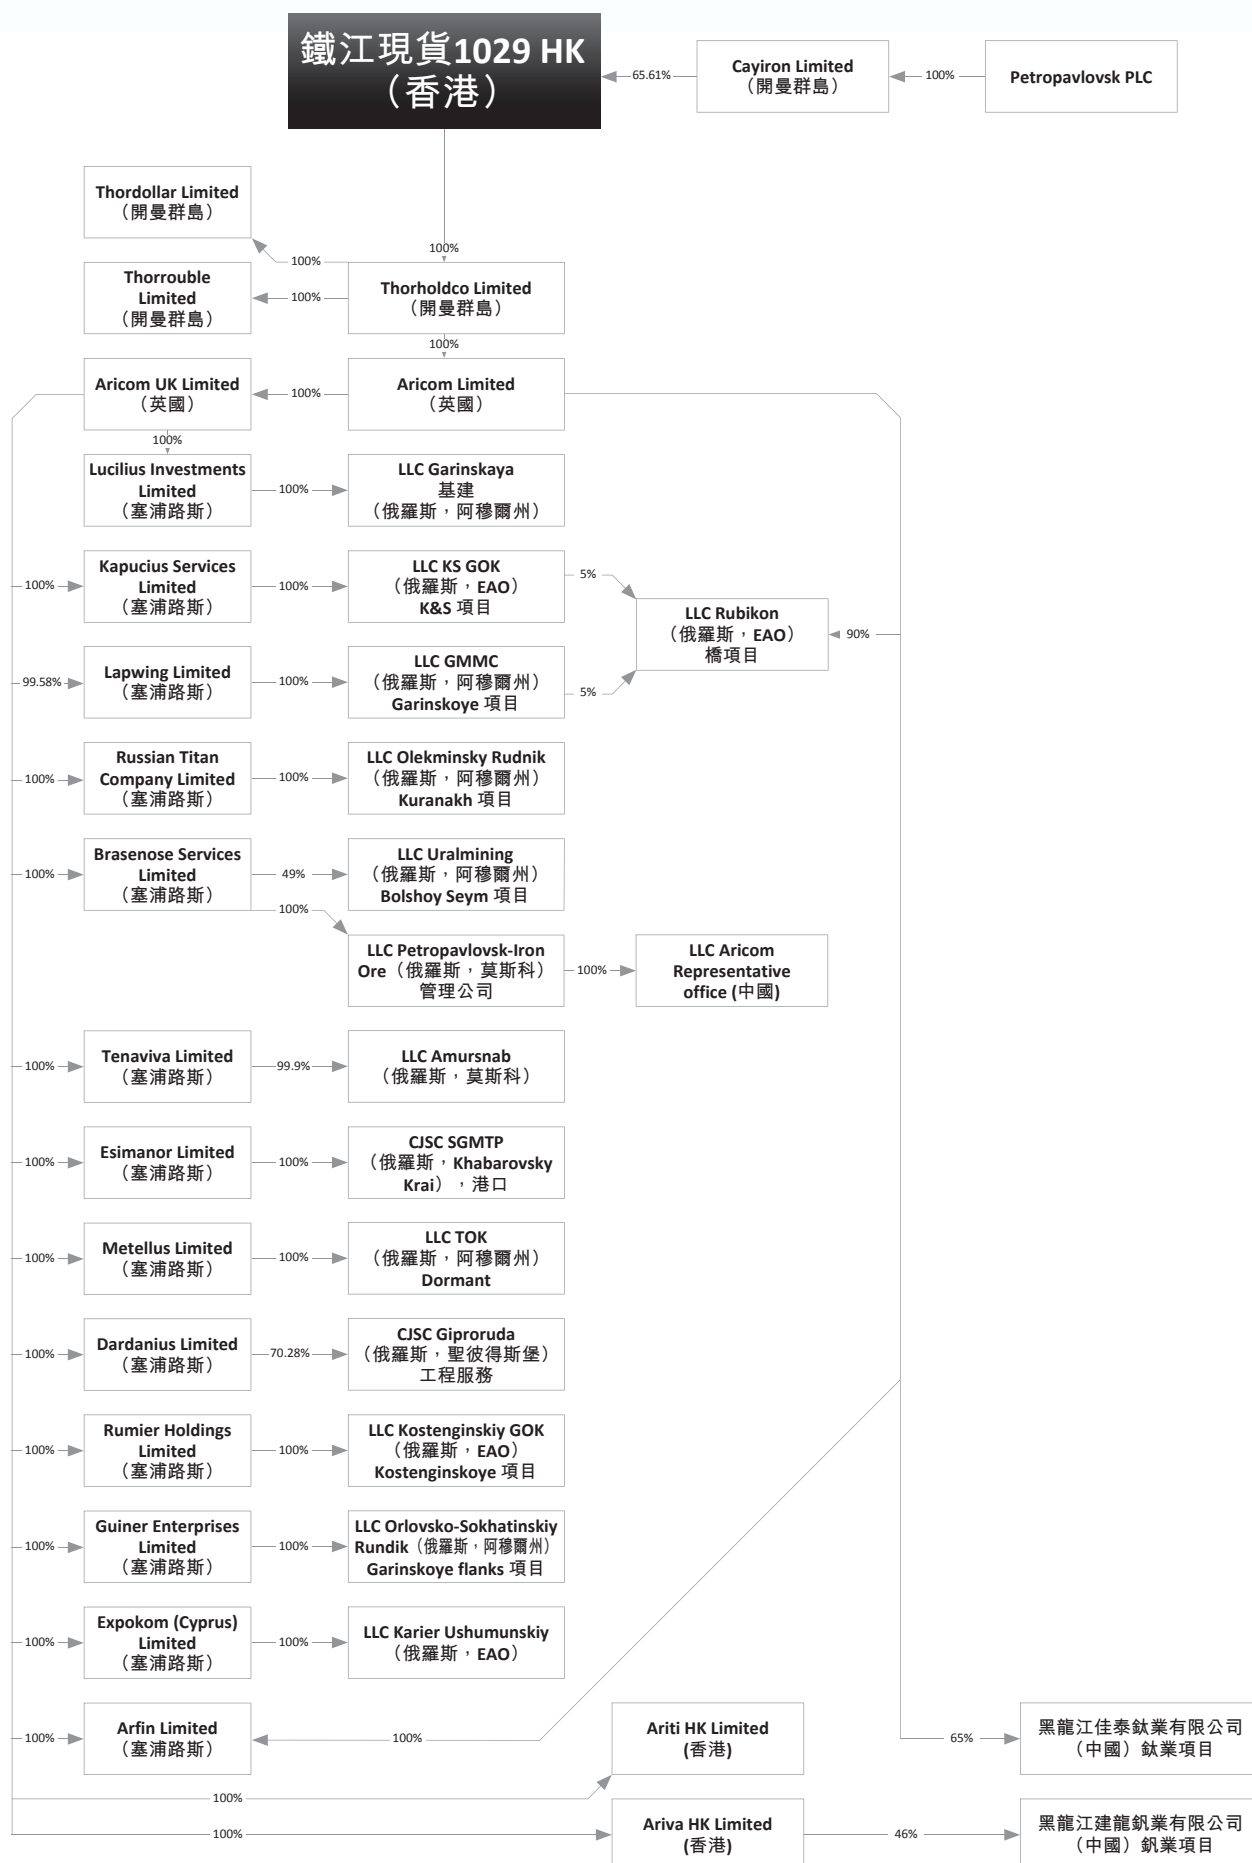 鐵江現貨1029 HK
（香港）
65.61%
Cayiron Limited
（開曼群島）
100%
Petropavlovsk PLC
Thordollar Limited
（開曼群島）
100%
100%
Thorrouble
Limited
（開曼群島）
100%
Thorholdco Limited
（開曼群島）
100%
Aricom UK Limited
（英國）
100%
Aricom Limited
（英國）
100%
Lucilius Investments
Limited
（塞浦路斯）
100%
LLC Garinskaya
基建
（俄羅斯，阿穆爾州）
100%
Kapucius Services
Limited
（塞浦路斯）
100%
LLC KS GOK
（俄羅斯，EAO）
K&S 項目
5%
LLC Rubikon
（俄羅斯，EAO）
橋項目
90%
99.58%
Lapwing Limited
（塞浦路斯）
100%
LLC GMMC
（俄羅斯，阿穆爾州）
Garinskoye 項目
5%
100%
Russian Titan
Company Limited
（塞浦路斯）
100%
LLC Olekminsky Rudnik
（俄羅斯，阿穆爾州）
Kuranakh 項目
100%
Brasenose Services
Limited
（塞浦路斯）
49%
LLC Uralmining
（俄羅斯，阿穆爾州）
Bolshoy Seym 項目
100%
LLC Petropavlovsk-Iron
Ore（俄羅斯，莫斯科）
管理公司
100%
LLC Aricom
Representative
office (中國)
100%
Tenaviva Limited
（塞浦路斯）
99.9%
LLC Amursnab
（俄羅斯，莫斯科）
100%
Esimanor Limited
（塞浦路斯）
100%
CJSC SGMTP
（俄羅斯，Khabarovsky
Krai），港口
100%
Metellus Limited
（塞浦路斯）
100%
LLC TOK
（俄羅斯，阿穆爾州）
Dormant
100%
Dardanius Limited
（塞浦路斯）
70.28%
CJSC Giproruda
（俄羅斯，聖彼得斯堡）
工程服務
100%
Rumier Holdings
Limited
（塞浦路斯）
100%
LLC Kostenginskiy GOK
（俄羅斯，EAO）
Kostenginskoye 項目
100%
Guiner Enterprises
Limited
（塞浦路斯）
100%
LLC Orlovsko-Sokhatinskiy
Rundik（俄羅斯，阿穆爾州）
Garinskoye flanks 項目
100%
Expokom (Cyprus)
Limited
（塞浦路斯）
100%
LLC Karier Ushumunskiy
（俄羅斯，EAO）
100%
Arfin Limited
（塞浦路斯）
100%
Ariti HK Limited
(香港)
65%
黑龍江佳泰鈦業有限公司
（中國）鈦業項目
100%
100%
Ariva HK Limited
(香港)
46%
黑龍江建龍釩業有限公司
（中國）釩業項目